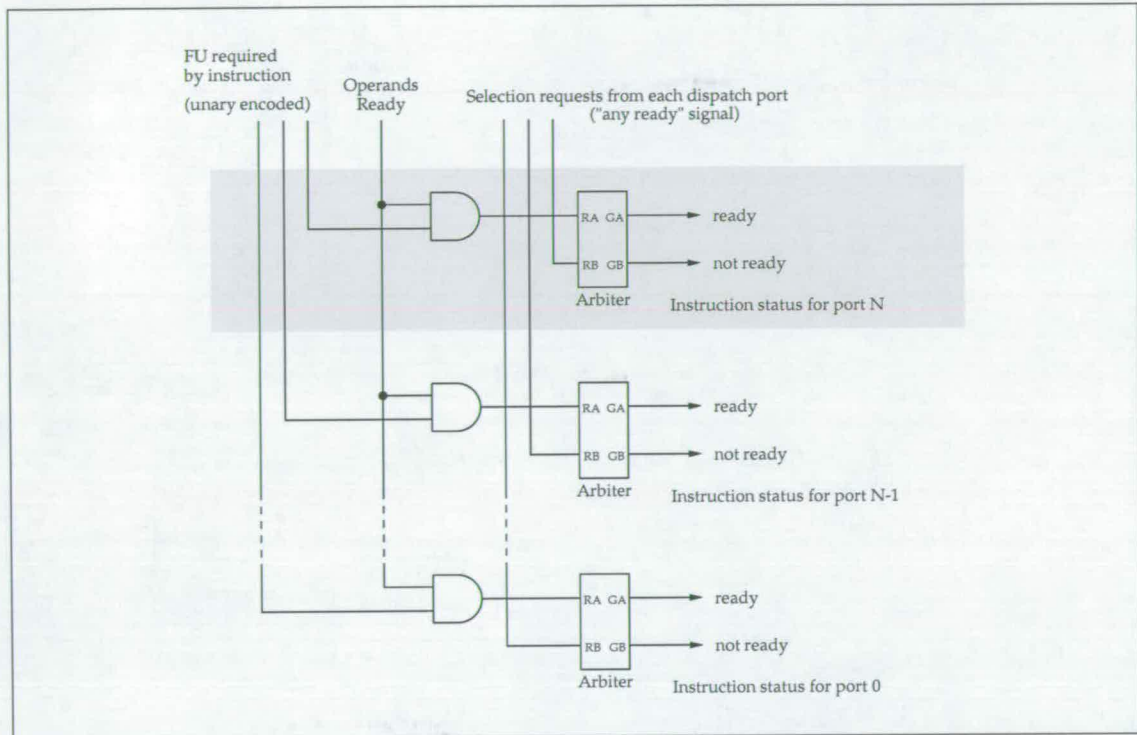 FU required
by instruction
(unary encoded)
Operands
Ready
Selection requests from each dispatch port
("any ready" signal)
RA GA
ready
RB GB
not ready
Arbiter
Instruction status for port N
RA GA
ready
RB GB
not ready
Arbiter
Instruction status for port N-1
RA GA
ready
RB GB
not ready
Arbiter
Instruction status for port 0